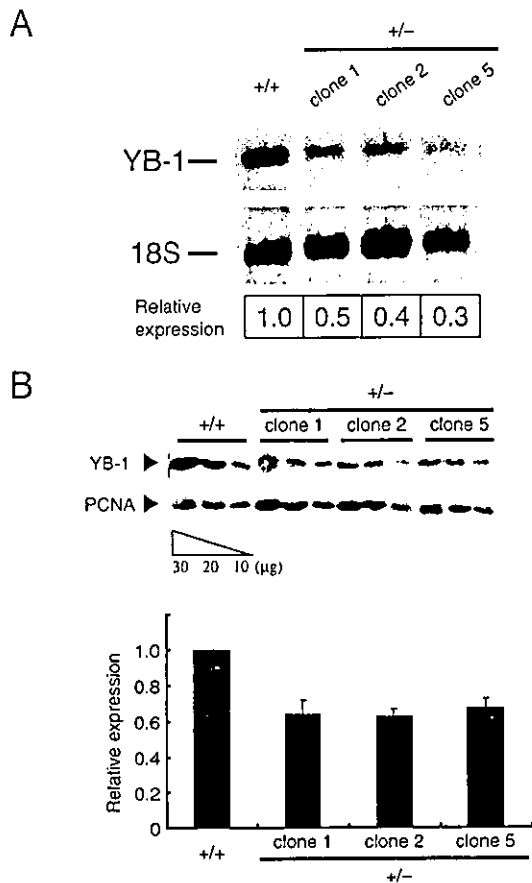 A
+/−
+/+ clone 1 clone 2 clone 5
YB-1
18S
Relative expression
1.0 0.5 0.4 0.3
B
+/−
+/+ clone 1 clone 2 clone 5
YB-1
PCNA
30 20 10 (μg)
Relative expression
1.0
0.8
0.6
0.4
0.2
0
+/+ clone 1 clone 2 clone 5
+/−